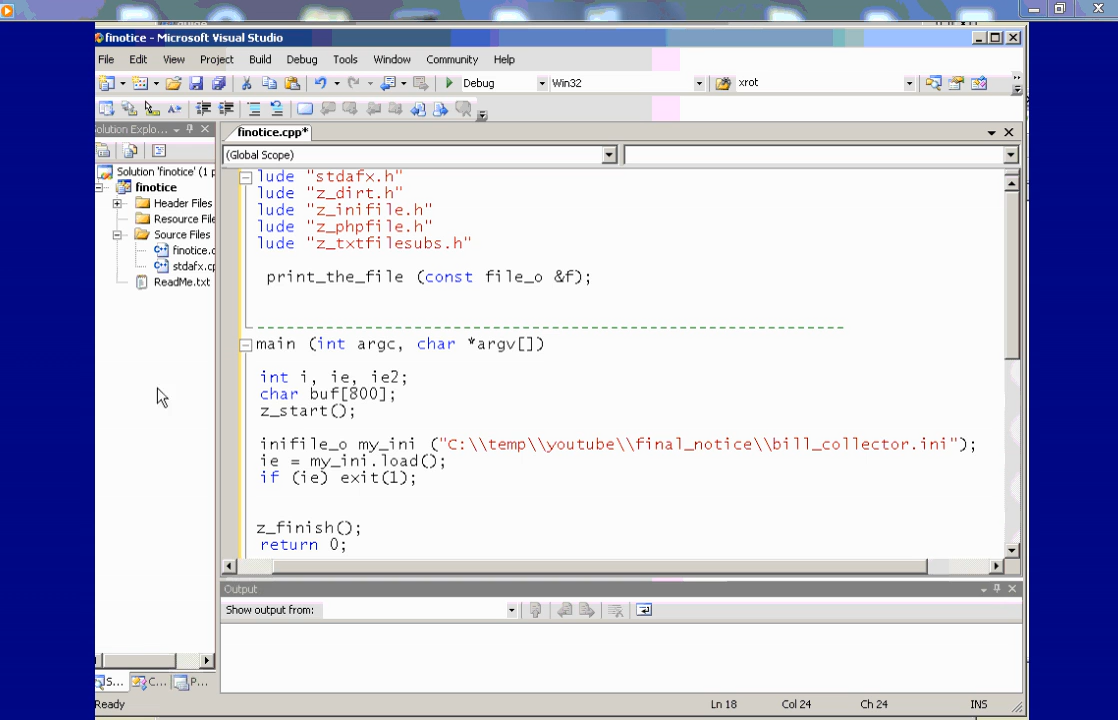 finotice - Microsoft Visual Studio
File Edit View Project Build Debug Tools Window Community Help
Debug Win32 xrot
olution Explo...
finotice.cpp*
(Global Scope)
Solution 'finotice' (1 p
finotice
Header Files
Resource File
Source Files
finotice.c
stdafx.cp
ReadMe.txt
lude "stdafx.h"
lude "z_dirt.h"
lude "z_inifile.h"
lude "z_phpfile.h"
lude "z_txtfilesubs.h"
print_the_file (const file_o &f);
--------------------------------------------------------------
main (int argc, char *argv[])
int i, ie, ie2;
char buf[800];
z_start();
inifile_o my_ini ("C:\\temp\\youtube\\final_notice\\bill_collector.ini");
ie = my_ini.load();
if (ie) exit(1);
z_finish();
return 0;
Output
Show output from:
S... C... P...
Ready Ln 18 Col 24 Ch 24 INS